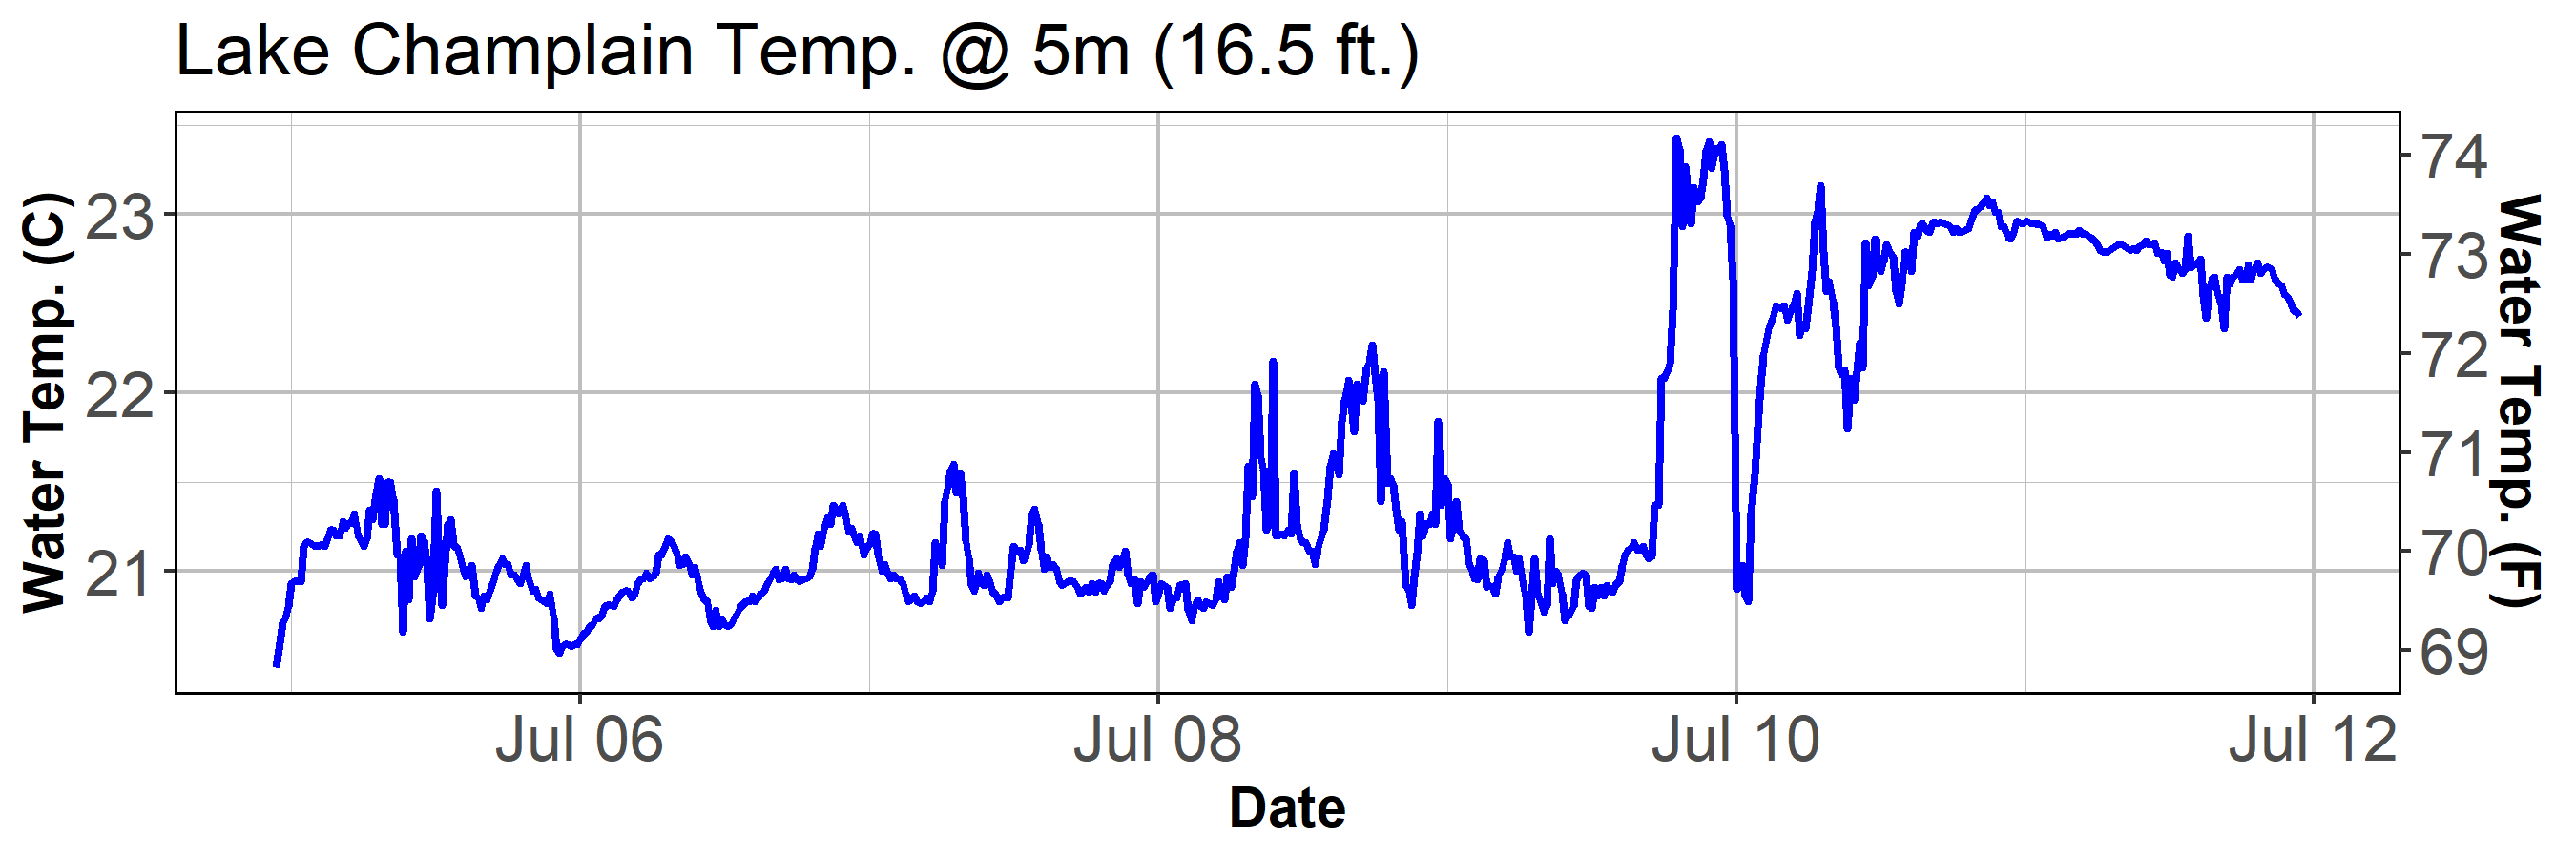 Lake Champlain Temp. @ 5m (16.5 ft.)
Water Temp. (C)
23
22
21
74
73
72
71
70
69
Water Temp. (F)
Jul 06 Jul 08 Jul 10 Jul 12
Date